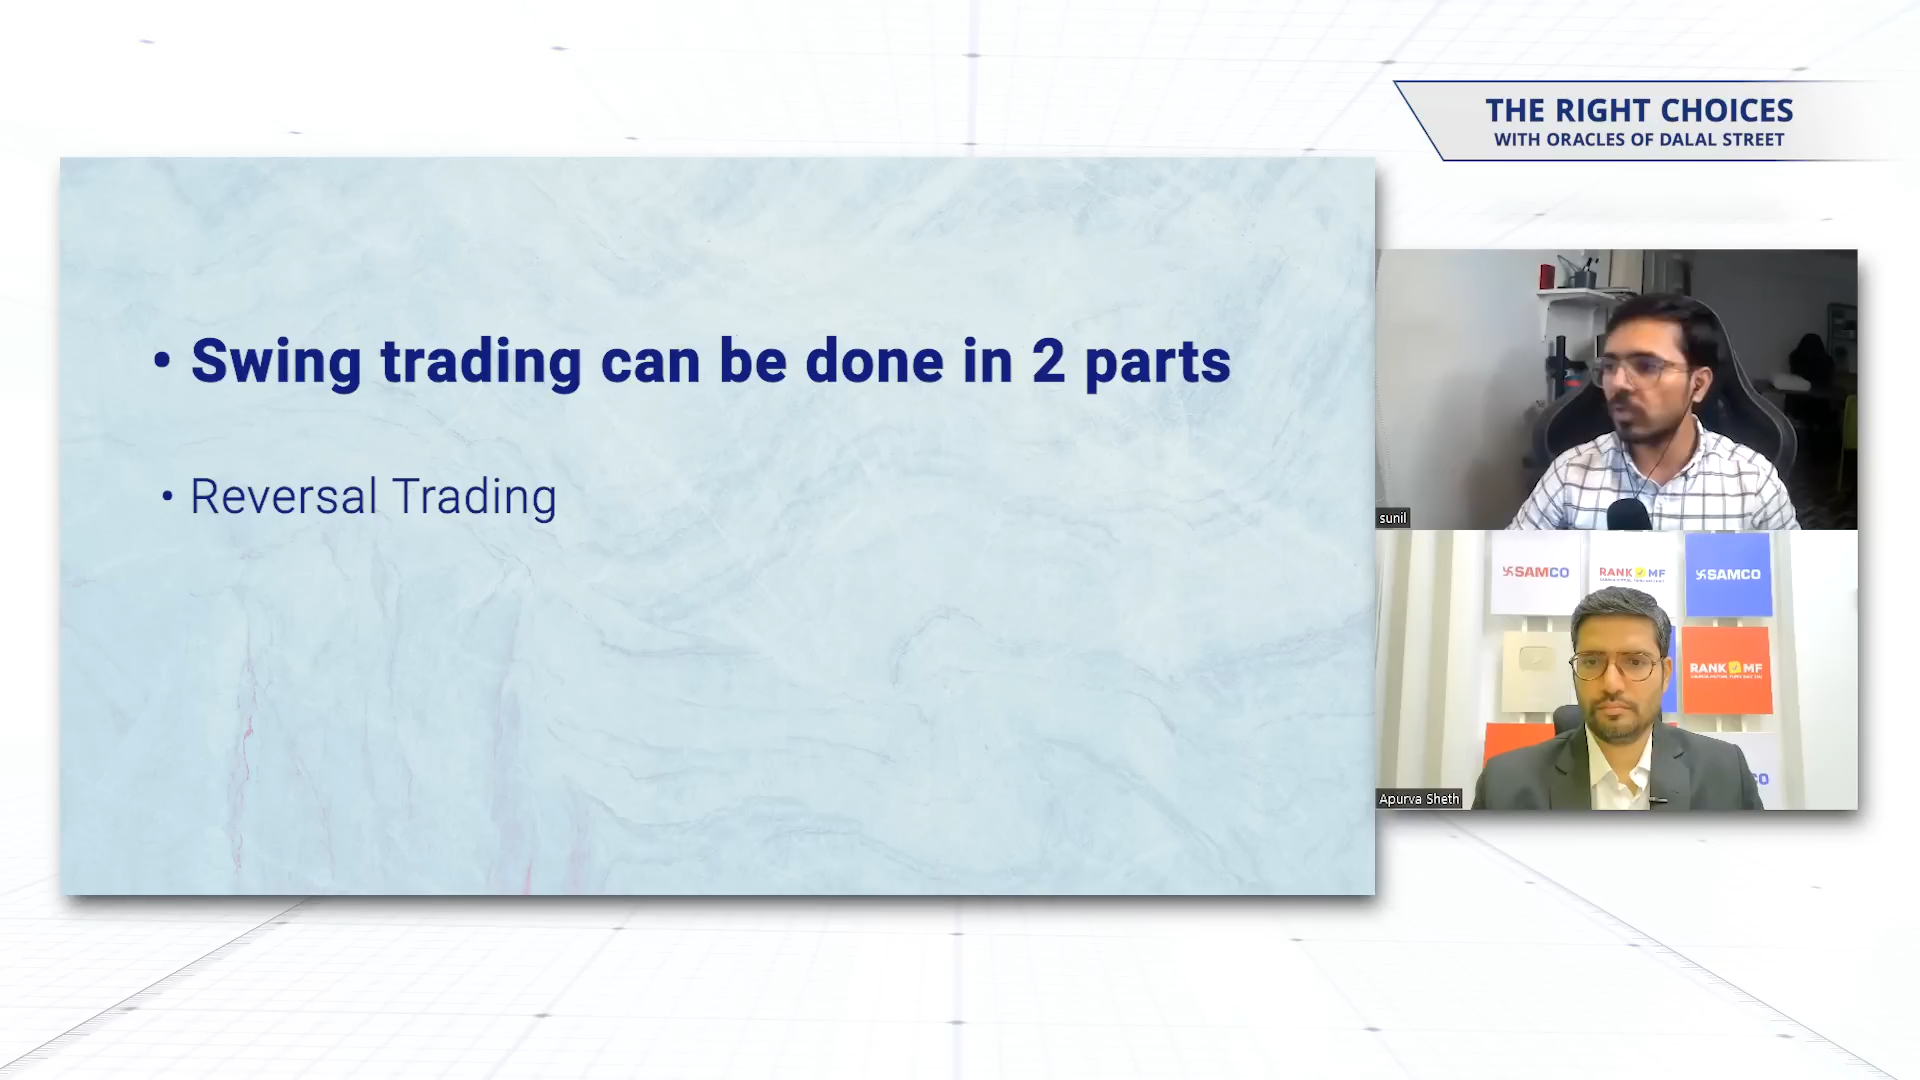 THE RIGHT CHOICES
WITH ORACLES OF DALAL STREET
• Swing trading can be done in 2 parts
• Reversal Trading
sunil
SAMCO
RANK MF
SAMCO
RANK MF
CO
Apurva Sheth